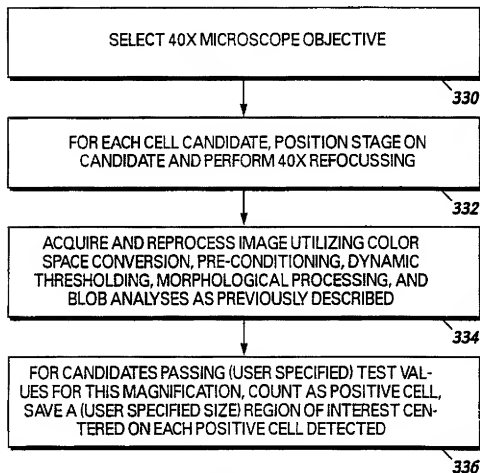 SELECT 40X MICROSCOPE OBJECTIVE
330
FOR EACH CELL CANDIDATE, POSITION STAGE ON
CANDIDATE AND PERFORM 40X REFOCUSSING
332
ACQUIRE AND REPROCESS IMAGE UTILIZING COLOR
SPACE CONVERSION, PRE-CONDITIONING, DYNAMIC
THRESHOLDING, MORPHOLOGICAL PROCESSING, AND
BLOB ANALYSES AS PREVIOUSLY DESCRIBED
334
FOR CANDIDATES PASSING (USER SPECIFIED) TEST VAL-
UES FOR THIS MAGNIFICATION, COUNT AS POSITIVE CELL,
SAVE A (USER SPECIFIED SIZE) REGION OF INTEREST CEN-
TERED ON EACH POSITIVE CELL DETECTED
336